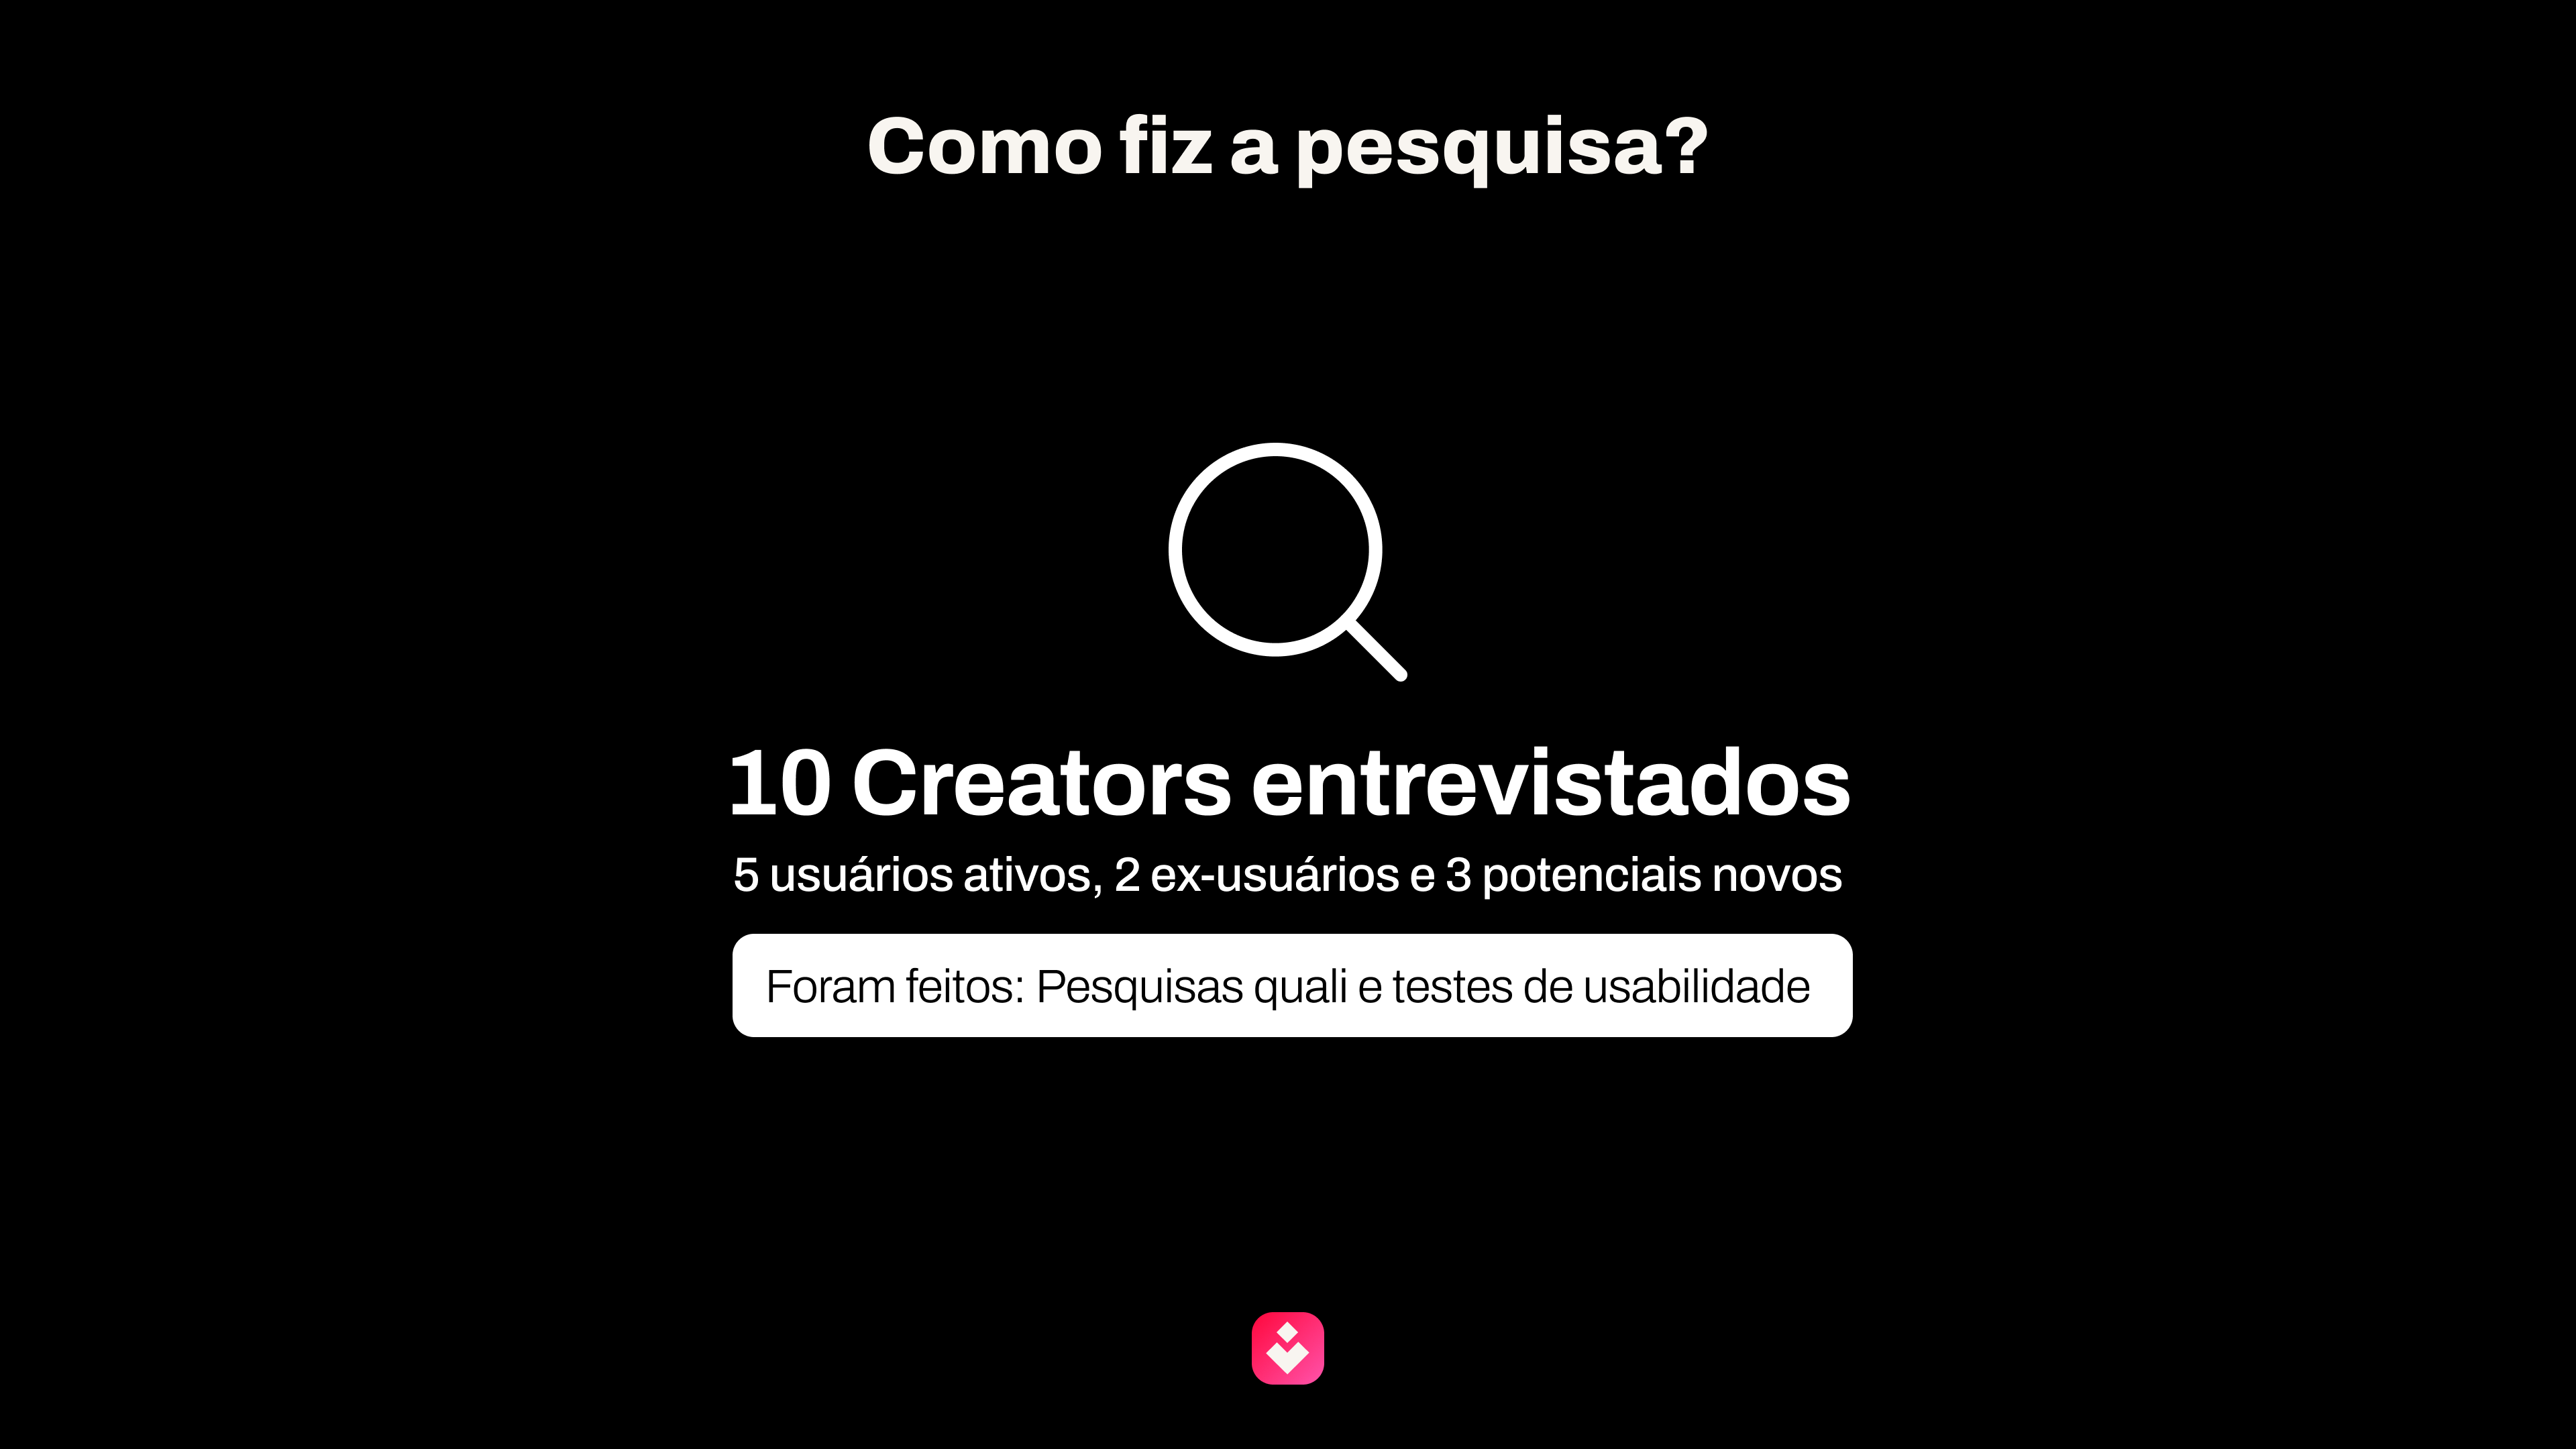 Como fiz a pesquisa?
10 Creators entrevistados
5 usuários ativos, 2 ex-usuários e 3 potenciais novos
Foram feitos: Pesquisas quali e testes de usabilidade